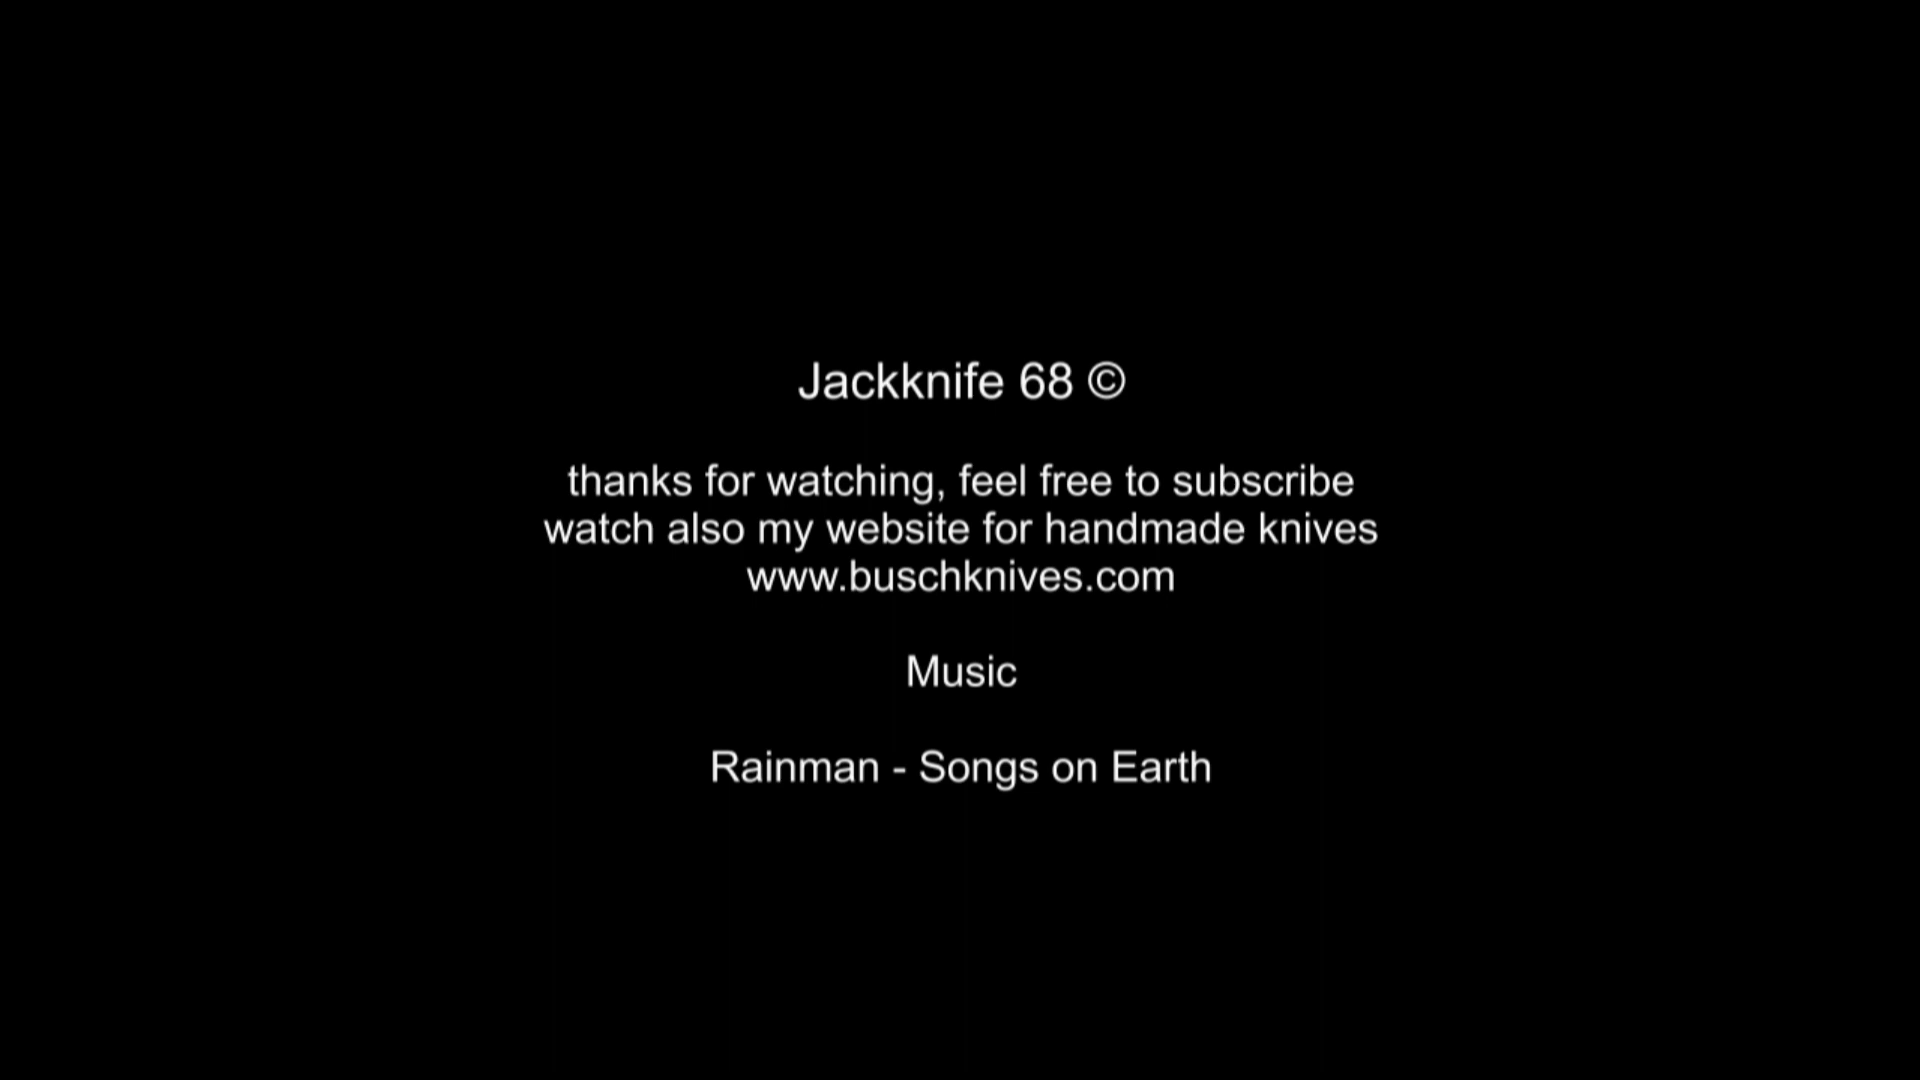 Jackknife 68 ©
thanks for watching, feel free to subscribe
watch also my website for handmade knives
www.buschknives.com
Music
Rainman - Songs on Earth